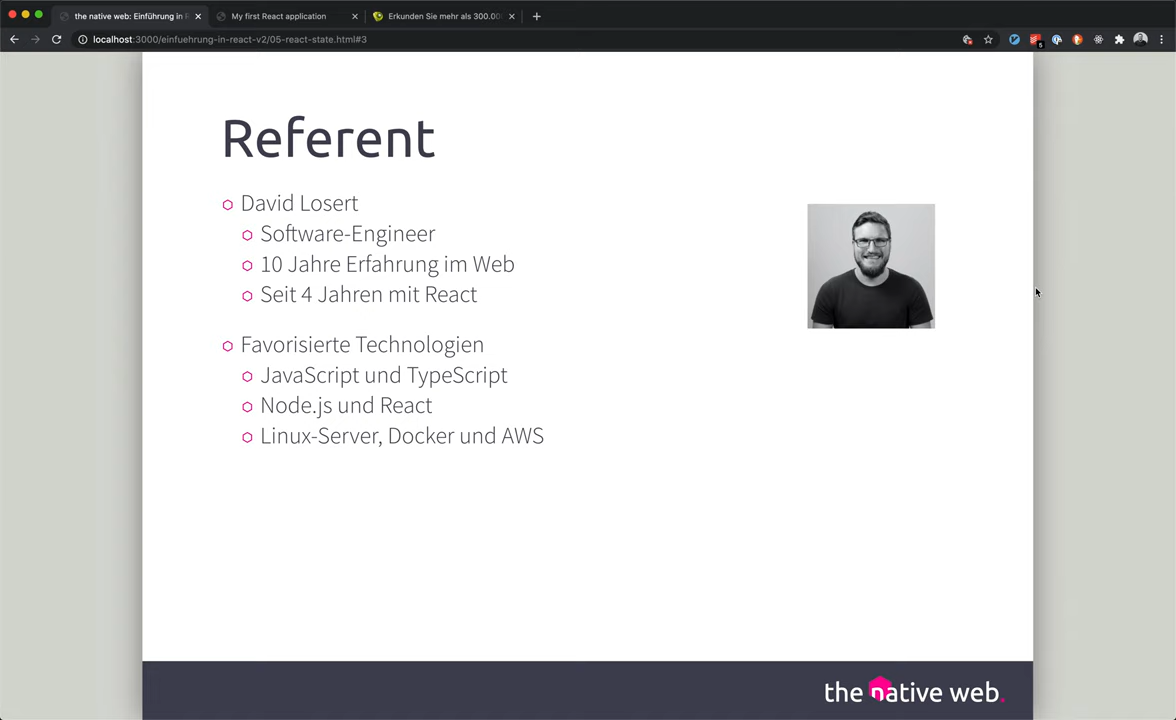 the native web: Einführung in R
My first React application
Erkunden Sie mehr als 300.00
localhost:3000/einfuehrung-in-react-v2/05-react-state.html#3
5
Referent
David Losert
Software-Engineer
10 Jahre Erfahrung im Web
Seit 4 Jahren mit React
Favorisierte Technologien
JavaScript und TypeScript
Node.js und React
Linux-Server, Docker und AWS
the native web.